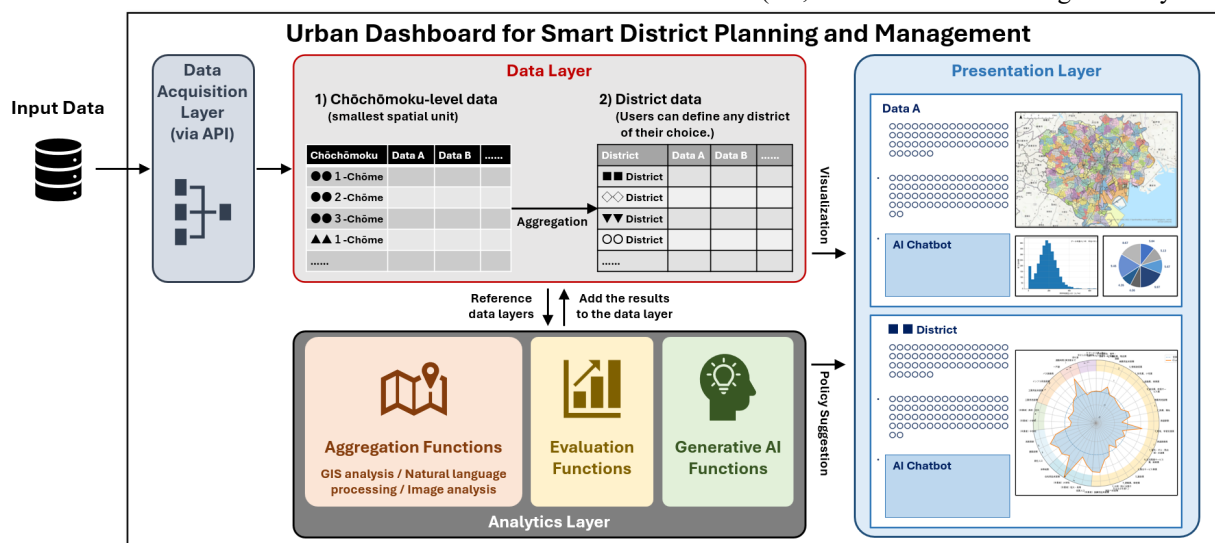 Urban Dashboard for Smart District Planning and Management
Input Data
Data
Acquisition
Layer
(via API)
Data Layer
1) Chōchōmoku-level data
(smallest spatial unit)
Chōchōmoku Data A Data B ......
●● 1 -Chōme
●● 2 -Chōme
●● 3 -Chōme
▲▲ 1 -Chōme
......
Aggregation
2) District data
(Users can define any district
of their choice.)
District Data A Data B ......
■■ District
◇◇ District
▼▼ District
○○ District
......
Reference
data layers
Add the results
to the data layer
Aggregation Functions
GIS analysis / Natural language
processing / Image analysis
Evaluation
Functions
Generative AI
Functions
Analytics Layer
Visualization
Policy Suggestion
Presentation Layer
Data A
○○○○○○○○○○○○○○○○
○○○○○○○○○○○○○○○○
○○○○○○○○○○○○○○○○
○○○○○○
○○○○○○○○○○○○○○○○
○○○○○○○○○○○○○○○○
○○○○○○○○○○○○○○○○
○○
AI Chatbot
■ ■ District
○○○○○○○○○○○○○○○○
○○○○○○○○○○○○○○○○
○○○○○○○○○○○○○○○○
○○○○○○
○○○○○○○○○○○○○○○○
○○○○○○○○○○○○○○○○
○○○○○○○○○○○○○○○○
○○
AI Chatbot